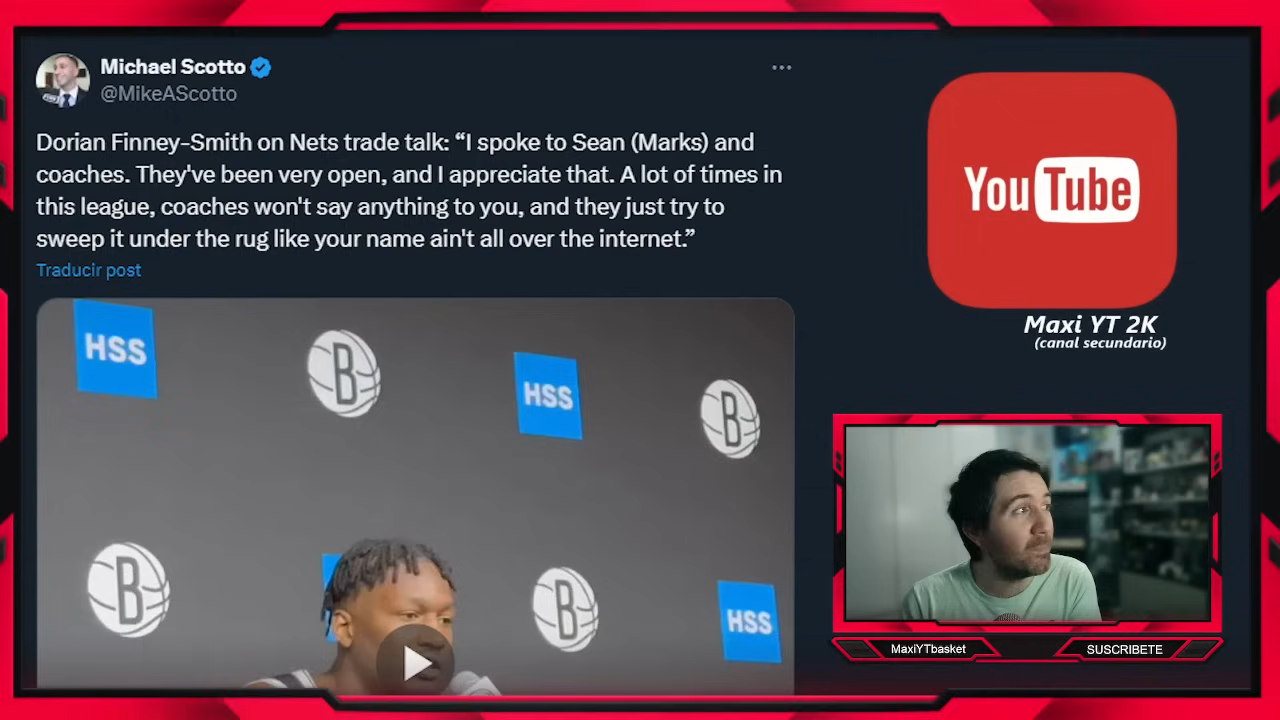 Michael Scotto
@MikeAScotto
Dorian Finney-Smith on Nets trade talk: “I spoke to Sean (Marks) and
coaches. They've been very open, and I appreciate that. A lot of times in
this league, coaches won't say anything to you, and they just try to
sweep it under the rug like your name ain't all over the internet.”
Traducir post
HSS
B
HSS
B
B
B
HSS
YouTube
Maxi YT 2K
(canal secundario)
MaxiYTbasket
SUSCRIBETE